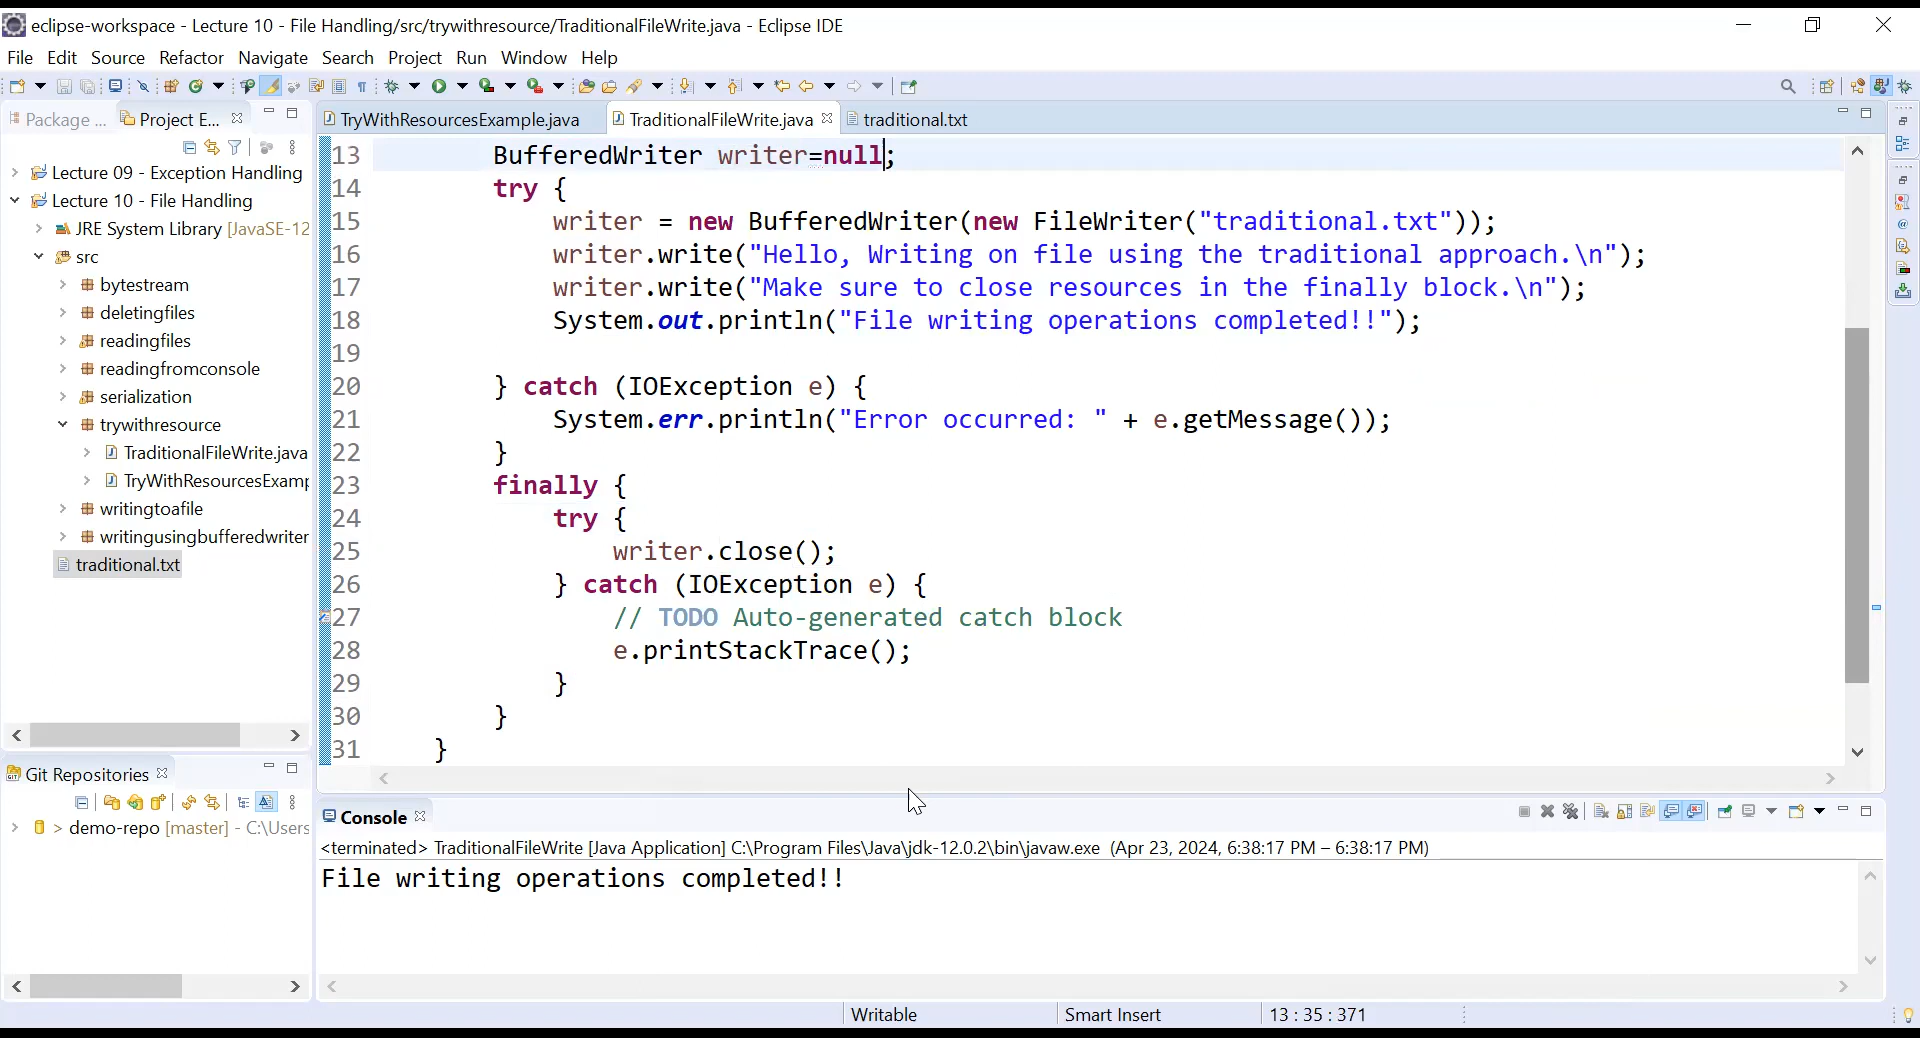 eclipse-workspace - Lecture 10 - File Handling/src/trywithresource/TraditionalFileWrite.java - Eclipse IDE
File Edit Source Refactor Navigate Search Project Run Window Help
Package ...
Project E...
Lecture 09 - Exception Handling
Lecture 10 - File Handling
JRE System Library [JavaSE-12
src
bytestream
deletingfiles
readingfiles
readingfromconsole
serialization
trywithresource
TraditionalFileWrite.java
TryWithResourcesExamp
writingtoafile
writingusingbufferedwriter
traditional.txt
Git Repositories
> demo-repo [master] - C:\Users
TryWithResourcesExample.java
TraditionalFileWrite.java
traditional.txt
13 BufferedWriter writer=null;
14 try {
15 writer = new BufferedWriter(new FileWriter("traditional.txt"));
16 writer.write("Hello, Writing on file using the traditional approach.\n");
17 writer.write("Make sure to close resources in the finally block.\n");
18 System.out.println("File writing operations completed!!");
19
20 } catch (IOException e) {
21 System.err.println("Error occurred: " + e.getMessage());
22 }
23 finally {
24 try {
25 writer.close();
26 } catch (IOException e) {
27 // TODO Auto-generated catch block
28 e.printStackTrace();
29 }
30 }
31 }
Console
<terminated> TraditionalFileWrite [Java Application] C:\Program Files\Java\jdk-12.0.2\bin\javaw.exe (Apr 23, 2024, 6:38:17 PM – 6:38:17 PM)
File writing operations completed!!
Writable
Smart Insert
13 : 35 : 371